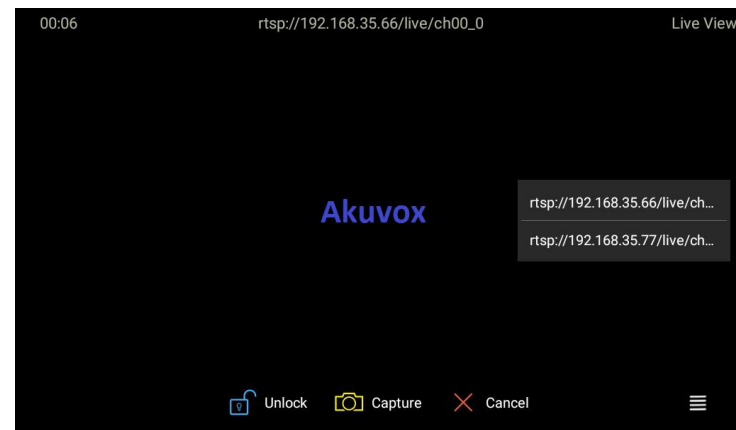 00:06 rtsp://192.168.35.66/live/ch00_0 Live View
Akuvox
rtsp://192.168.35.66/live/ch...
rtsp://192.168.35.77/live/ch...
Unlock Capture Cancel